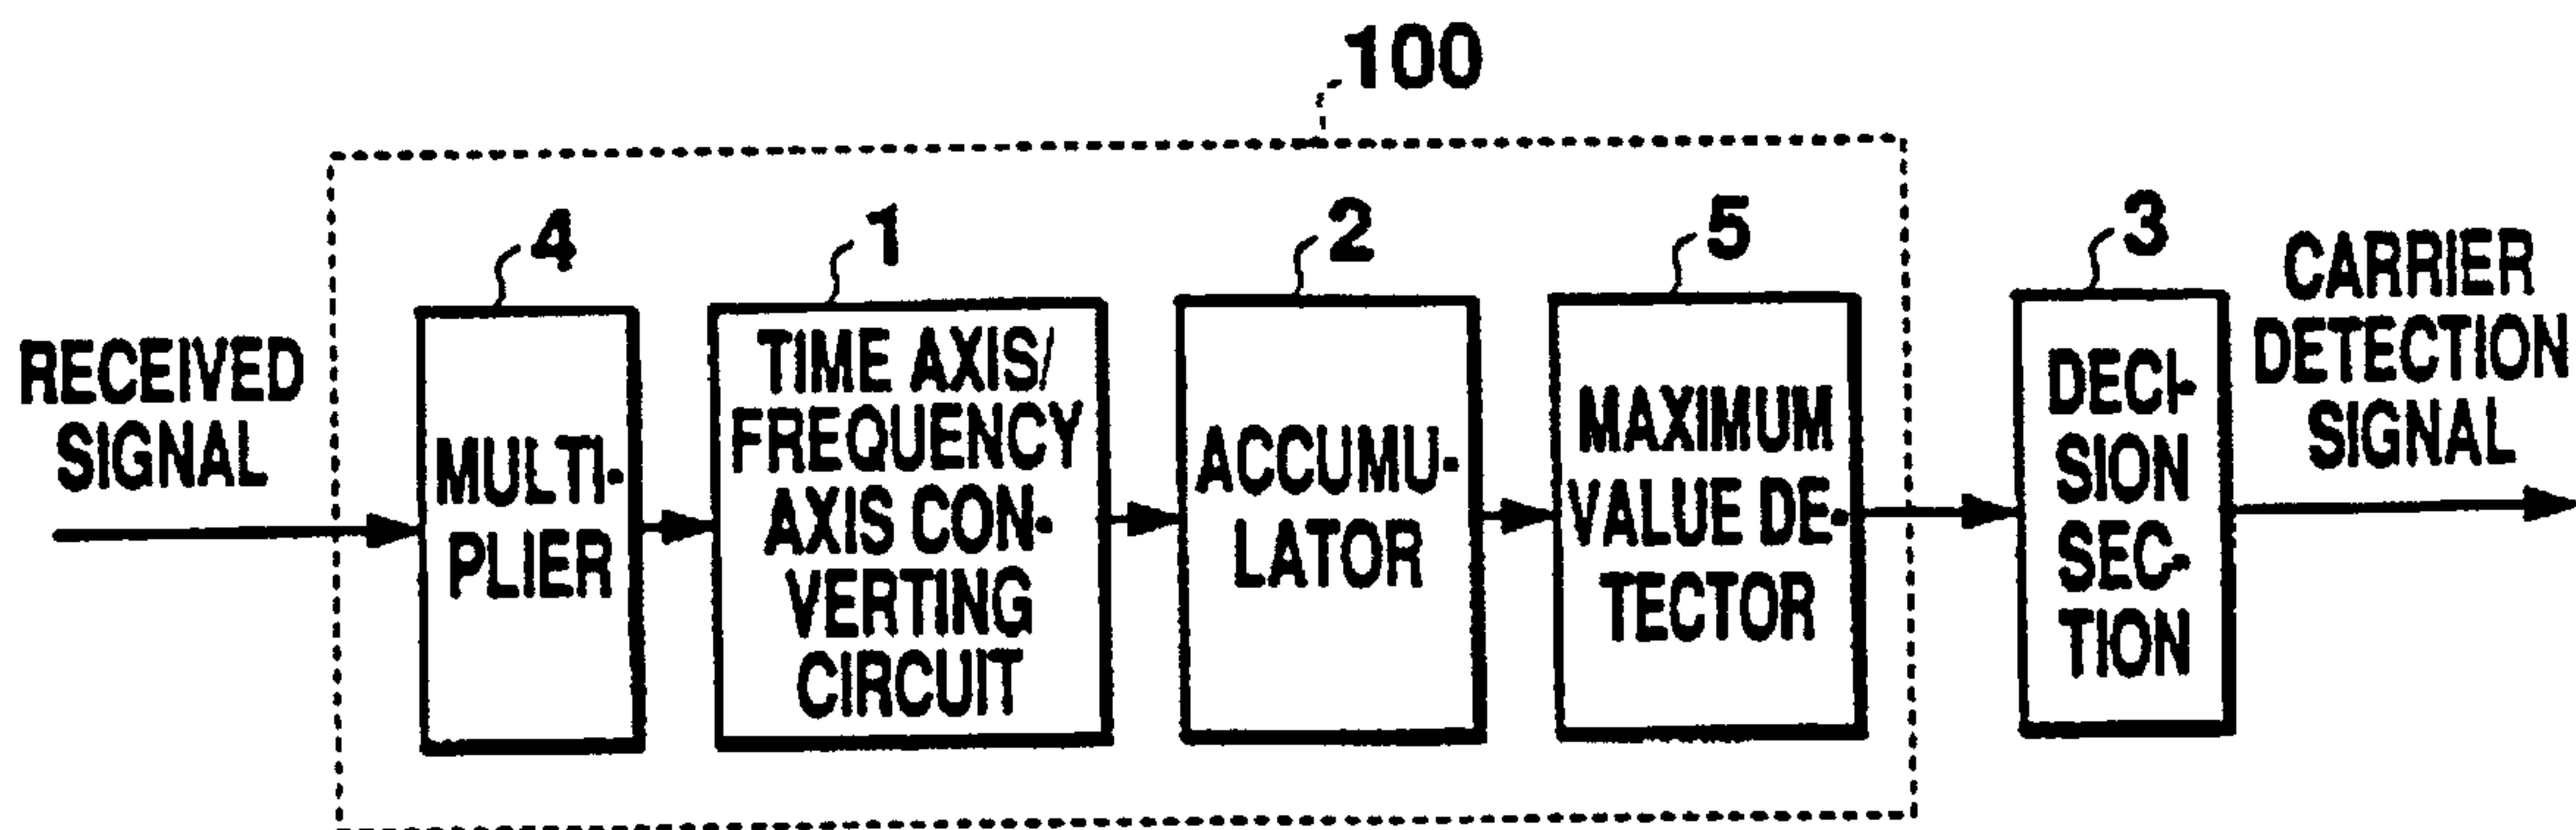 100
RECEIVED
SIGNAL
4
MULTI-
PLIER
1
TIME AXIS/
FREQUENCY
AXIS CON-
VERTING
CIRCUIT
2
ACCUMU-
LATOR
5
MAXIMUM
VALUE DE-
TECTOR
3
DECI-
SION
SEC-
TION
CARRIER
DETECTION
SIGNAL